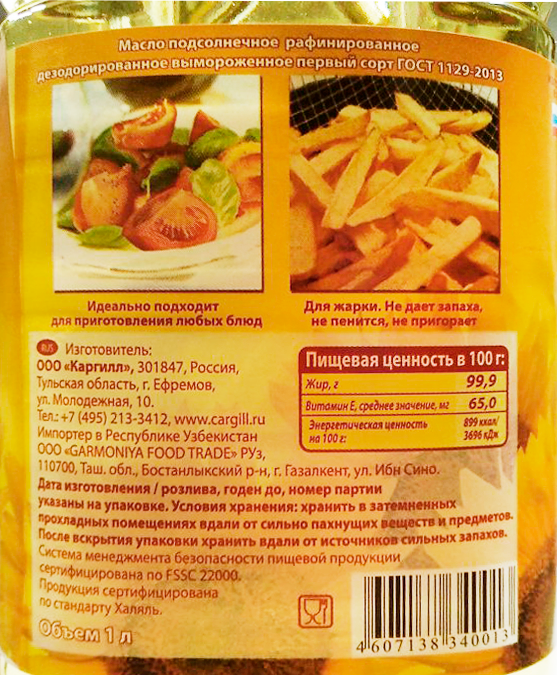 Масло подсолнечное рафинированное
дезодорированное вымороженное первый сорт ГОСТ 1129-2013
Идеально подходит
для приготовления любых блюд
Для жарки. Не дает запаха,
не пенится, не пригорает
RUS Изготовитель:
ООО «Каргилл», 301847, Россия,
Тульская область, г. Ефремов,
ул. Молодежная, 10.
Тел.: +7 (495) 213-3412, www.cargill.ru
Импортер в Республике Узбекистан
ООО «GARMONIYA FOOD TRADE» РУз,
110700, Таш. обл., Бостанлыкский р-н, г. Газалкент, ул. Ибн Сино.
Пищевая ценность в 100 г:
Жир, г 99,9
Витамин Е, среднее значение, мг 65,0
Энергетическая ценность 899 ккал/
на 100 г: 3696 кДж
Дата изготовления / розлива, годен до, номер партии
указаны на упаковке. Условия хранения: хранить в затемненных
прохладных помещениях вдали от сильно пахнущих веществ и предметов.
После вскрытия упаковки хранить вдали от источников сильных запахов.
Система менеджмента безопасности пищевой продукции
сертифицирована по FSSC 22000.
Продукция сертифицирована
по стандарту Халяль.
Объем 1 л
4 607138 340013